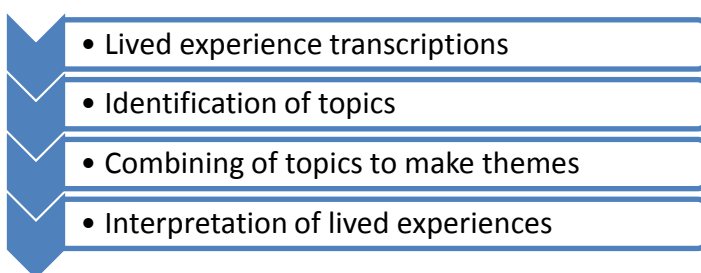 • Lived experience transcriptions
• Identification of topics
• Combining of topics to make themes
• Interpretation of lived experiences